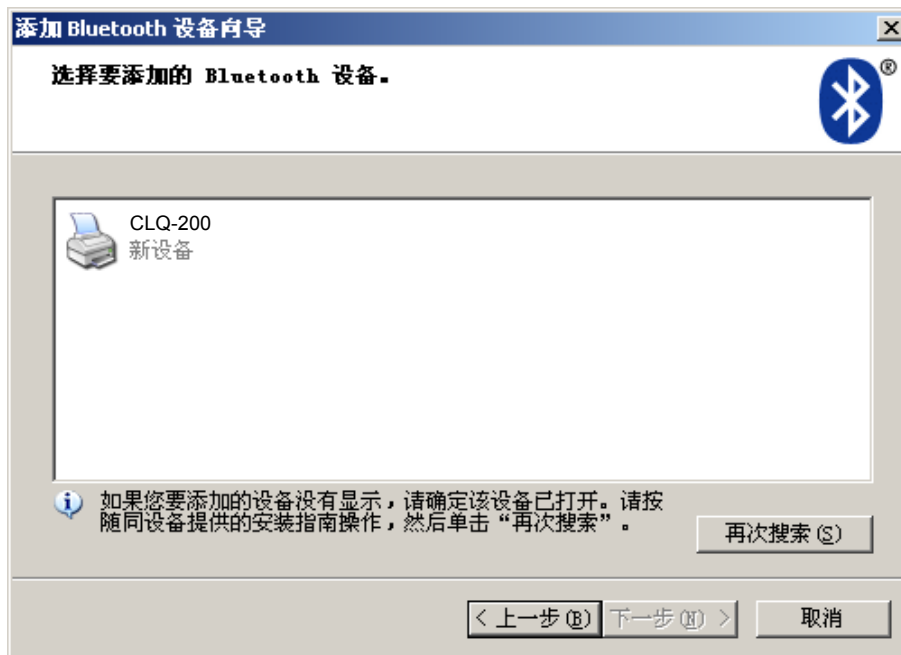 添加 Bluetooth 设备向导
选择要添加的 Bluetooth 设备。
®
CLQ-200
新设备
如果您要添加的设备没有显示，请确定该设备已打开。请按
随同设备提供的安装指南操作，然后单击“再次搜索”。
再次搜索(S)
< 上一步(B) 下一步(N) > 取消